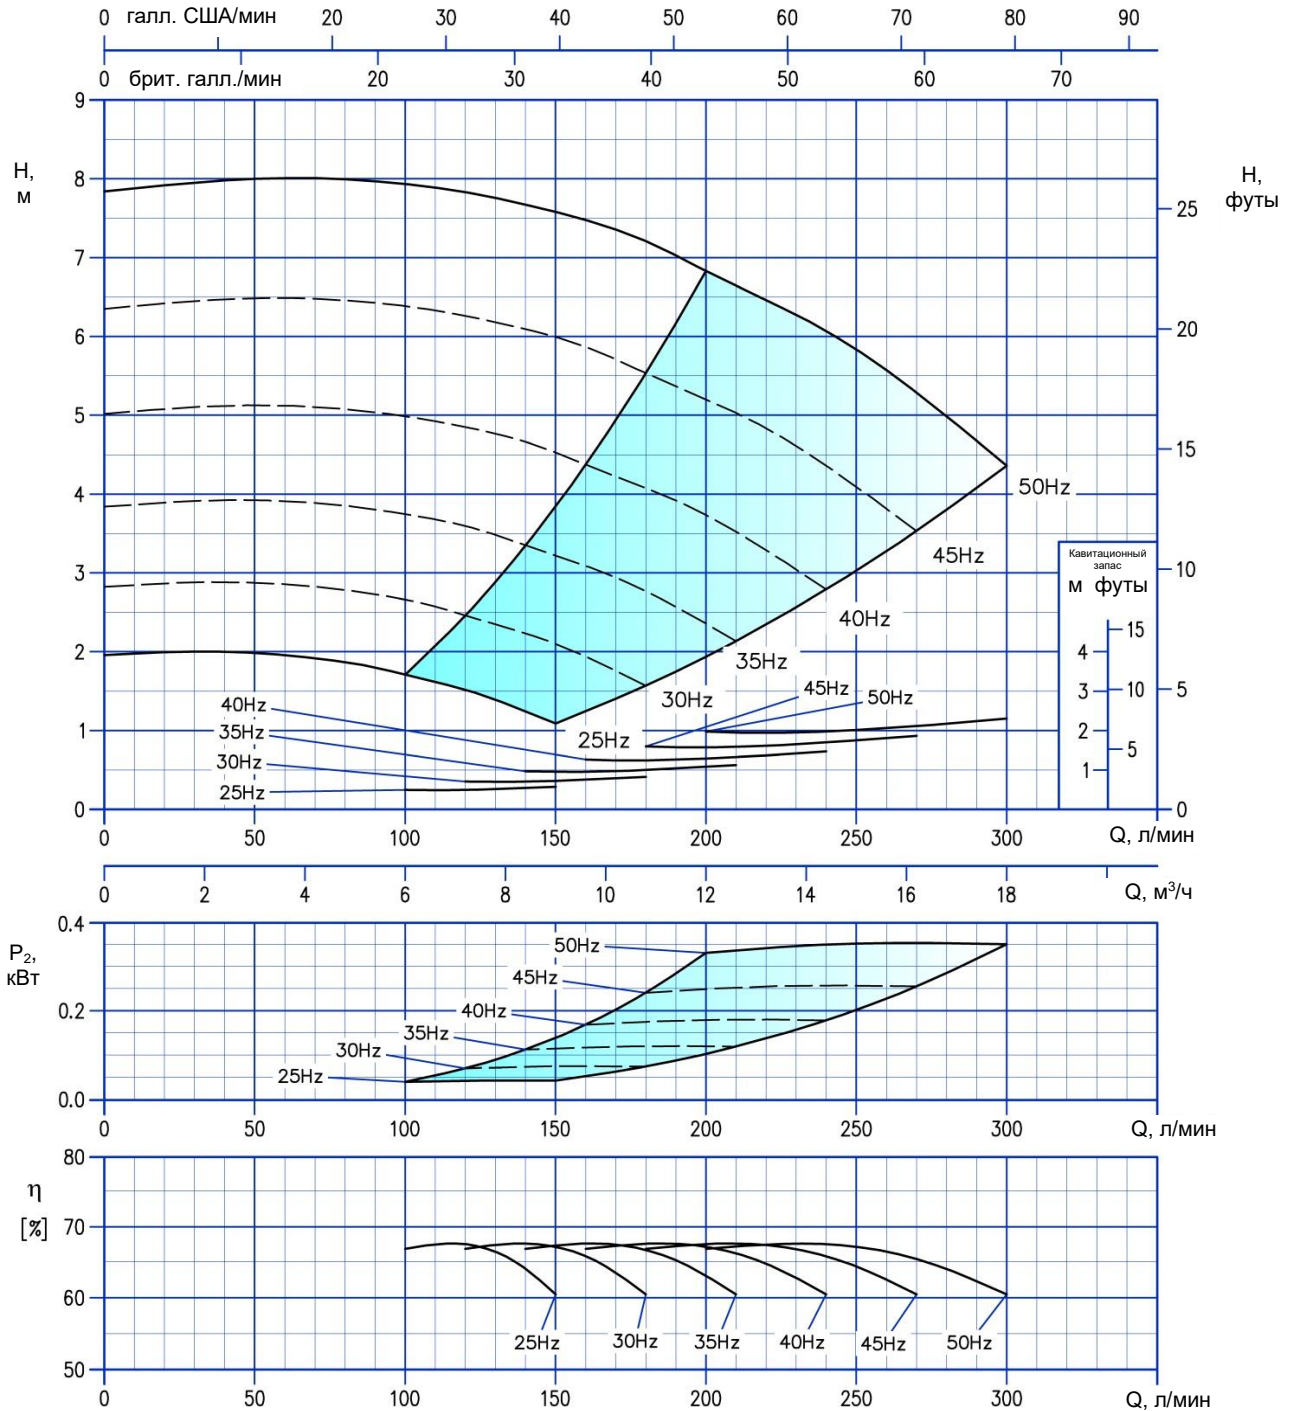 0 галл. США/мин 20 30 40 50 60 70 80 90
0 брит. галл./мин 20 30 40 50 60 70
H,
м
9
8
7
6
5
4
3
2
1
0
H,
футы
25
20
15
10
5
0
50Hz
45Hz
40Hz
35Hz
30Hz
25Hz
45Hz
50Hz
40Hz
35Hz
30Hz
25Hz
Кавитационный
запас
м футы
4
3
2
1
15
10
5
0 50 100 150 200 250 300 Q, л/мин
0 2 4 6 8 10 12 14 16 18 Q, м³/ч
P₂,
кВт
0.4
0.2
0.0
50Hz
45Hz
40Hz
35Hz
30Hz
25Hz
0 50 100 150 200 250 300 Q, л/мин
η
[%]
80
70
60
50
25Hz 30Hz 35Hz 40Hz 45Hz 50Hz
0 50 100 150 200 250 300 Q, л/мин